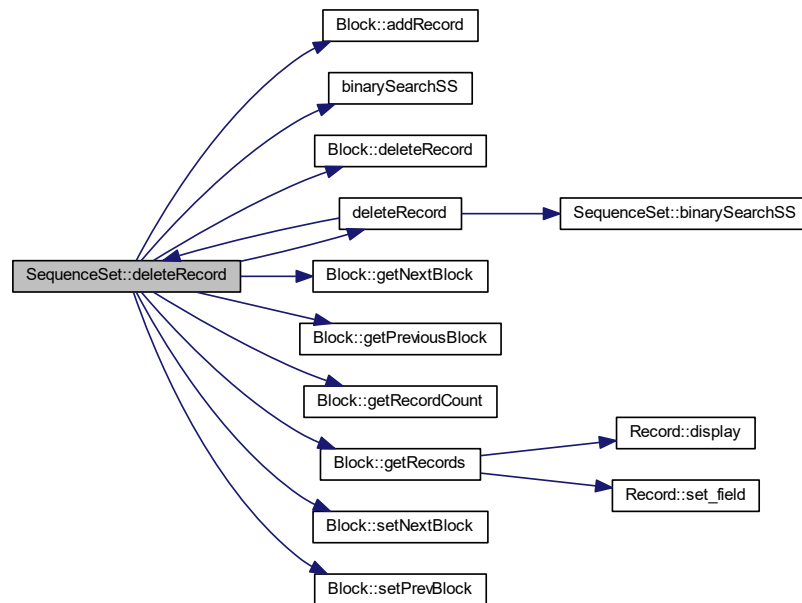 Block::addRecord
binarySearchSS
Block::deleteRecord
deleteRecord
SequenceSet::binarySearchSS
SequenceSet::deleteRecord
Block::getNextBlock
Block::getPreviousBlock
Block::getRecordCount
Record::display
Block::getRecords
Record::set_field
Block::setNextBlock
Block::setPrevBlock